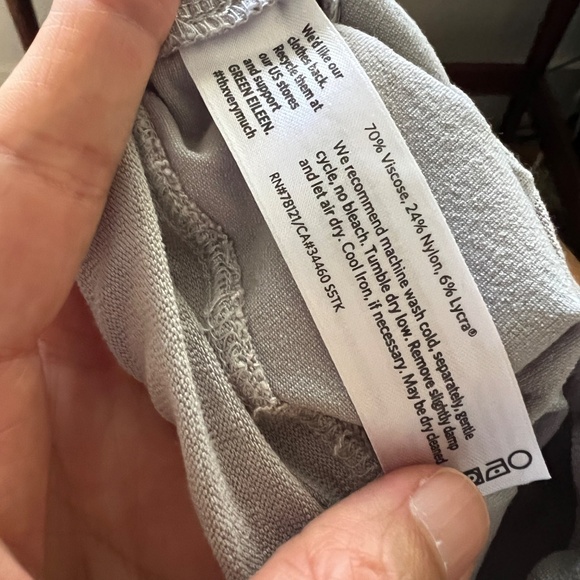 We'd like our
clothes back.
Recycle them at
our US stores
and support
GREEN EILEEN.
#thxverymuch
70% Viscose, 24% Nylon, 6% Lycra®
We recommend machine wash cold, separately, gentle
cycle, no bleach. Tumble dry low. Remove slightly damp
and let air dry. Cool Iron, if necessary. May be dry cleaned
RN#78121/CA#34460 SSTK